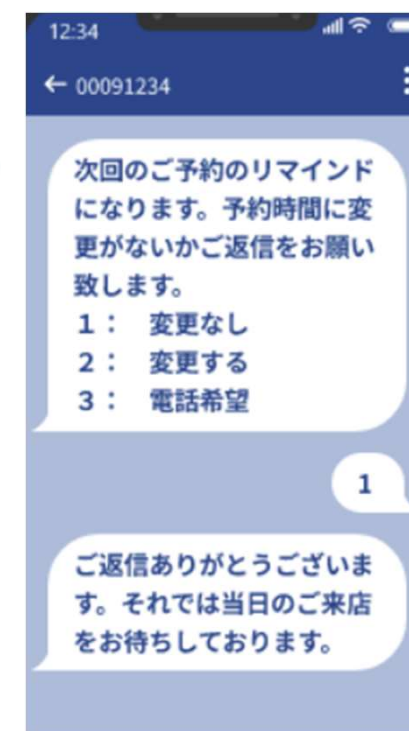 12:34
← 00091234
次回のご予約のリマインド
になります。予約時間に変
更がないかご返信をお願い
致します。
1：　変更なし
2：　変更する
3：　電話希望
1
ご返信ありがとうございま
す。それでは当日のご来店
をお待ちしております。